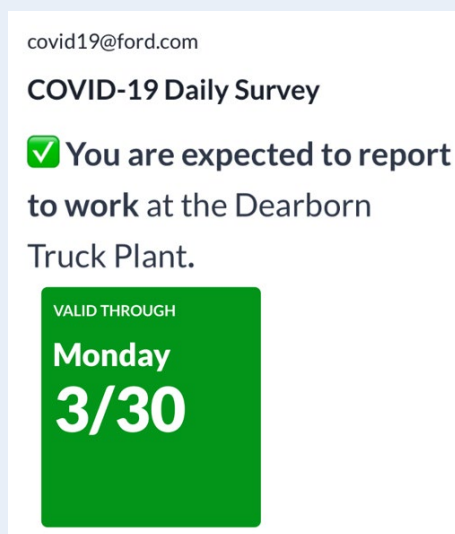 covid19@ford.com
COVID-19 Daily Survey
✅ You are expected to report
to work at the Dearborn
Truck Plant.
VALID THROUGH
Monday
3/30